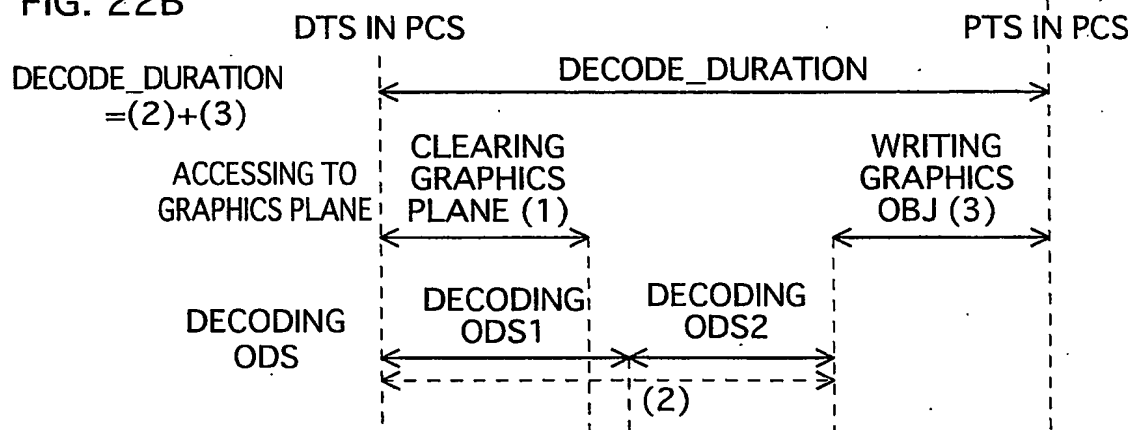 FIG. 22B
DTS IN PCS
PTS IN PCS
DECODE_DURATION
=(2)+(3)
DECODE_DURATION
ACCESSING TO
GRAPHICS PLANE
CLEARING
GRAPHICS
PLANE (1)
WRITING
GRAPHICS
OBJ (3)
DECODING
ODS
DECODING
ODS1
DECODING
ODS2
(2)